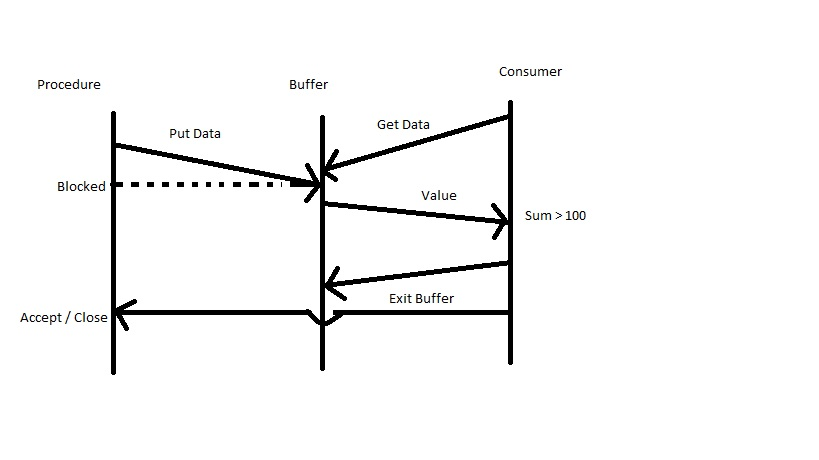 Procedure
Buffer
Consumer
Put Data
Get Data
Blocked
Value
Sum > 100
Exit Buffer
Accept / Close